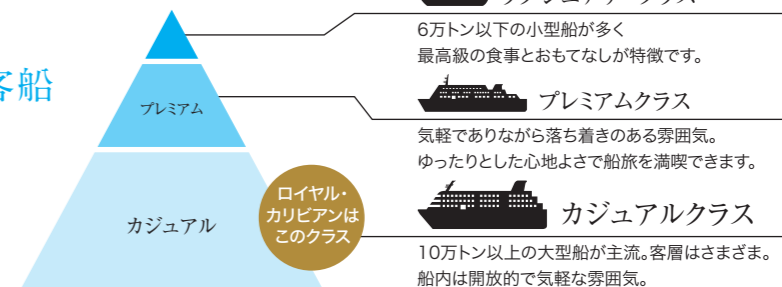 6万トン以下の小型船が多く
最高級の食事とおもてなしが特徴です。
客船
プレミアム
プレミアムクラス
気軽でありながら落ち着きのある雰囲気。
ゆったりとした心地よさで船旅を満喫できます。
カジュアル
ロイヤル・
カリビアンは
このクラス
カジュアルクラス
10万トン以上の大型船が主流。客層はさまざま。
船内は開放的で気軽な雰囲気。